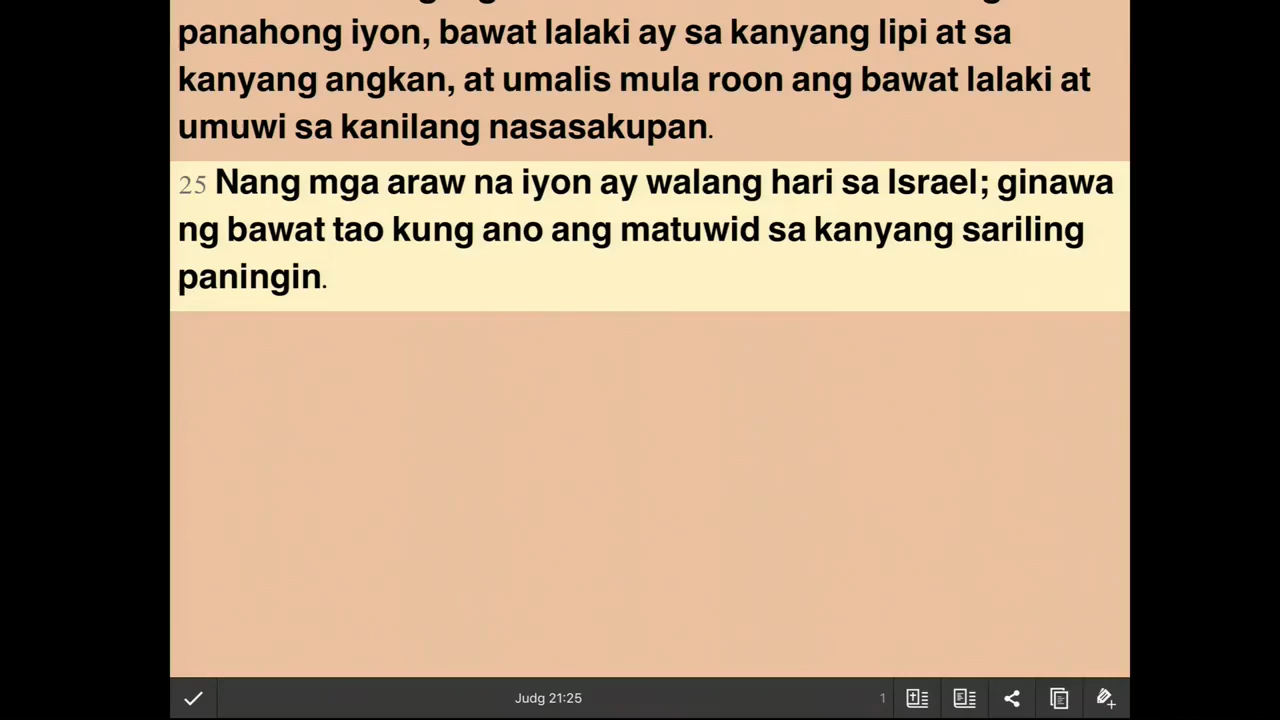 panahong iyon, bawat lalaki ay sa kanyang lipi at sa
kanyang angkan, at umalis mula roon ang bawat lalaki at
umuwi sa kanilang nasasakupan.
25 Nang mga araw na iyon ay walang hari sa Israel; ginawa
ng bawat tao kung ano ang matuwid sa kanyang sariling
paningin.
Judg 21:25
1